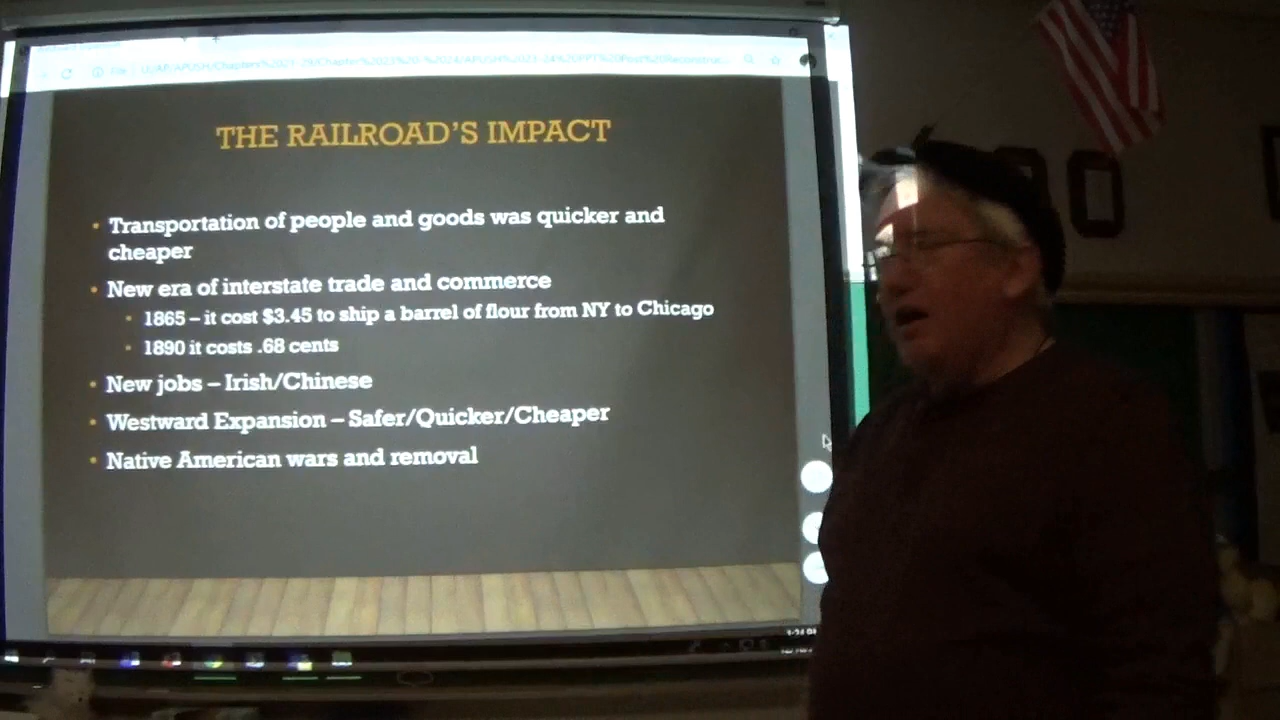 THE RAILROAD'S IMPACT
Transportation of people and goods was quicker and
cheaper
New era of interstate trade and commerce
1865 – it cost $3.45 to ship a barrel of flour from NY to Chicago
1890 it costs .68 cents
New jobs – Irish/Chinese
Westward Expansion – Safer/Quicker/Cheaper
Native American wars and removal